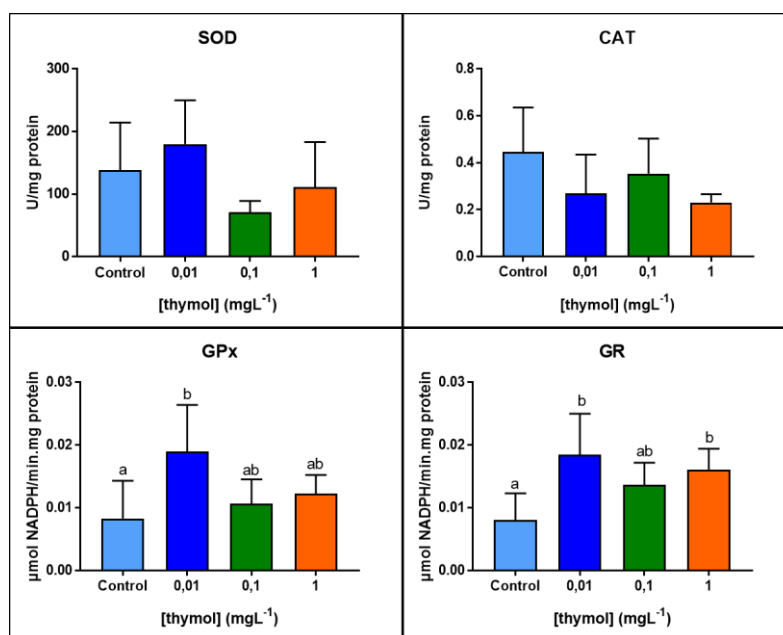 SOD
U/mg protein
300
200
100
0
Control 0,01 0,1 1
[thymol] (mgL⁻¹)
CAT
U/mg protein
0.8
0.6
0.4
0.2
0.0
Control 0,01 0,1 1
[thymol] (mgL⁻¹)
GPx
µmol NADPH/min.mg protein
0.03
0.02
0.01
0.00
a b ab ab
Control 0,01 0,1 1
[thymol] (mgL⁻¹)
GR
µmol NADPH/min.mg protein
0.03
0.02
0.01
0.00
a b ab b
Control 0,01 0,1 1
[thymol] (mgL⁻¹)